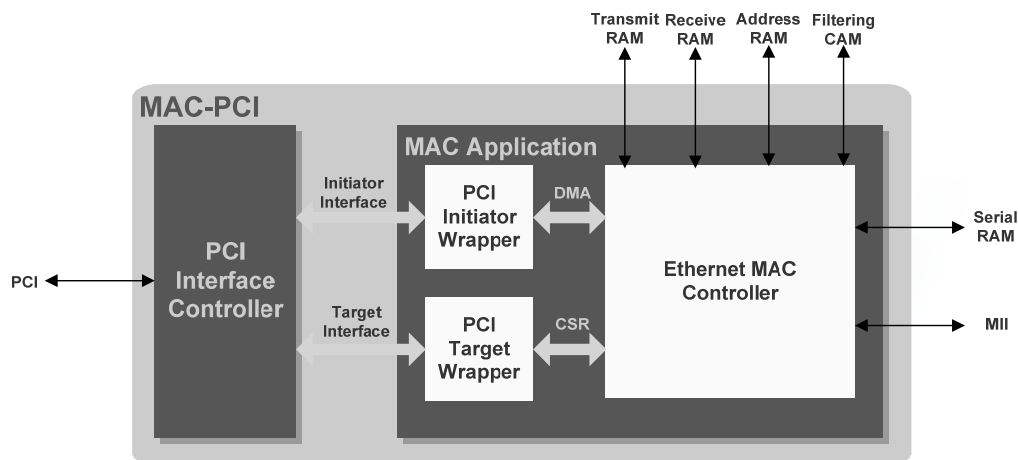 Transmit
RAM
Receive
RAM
Address
RAM
Filtering
CAM
MAC-PCI
MAC Application
Initiator
Interface
PCI
Initiator
Wrapper
DMA
PCI
Interface
Controller
Ethernet MAC
Controller
Serial
RAM
PCI
Target
Interface
PCI
Target
Wrapper
CSR
MII